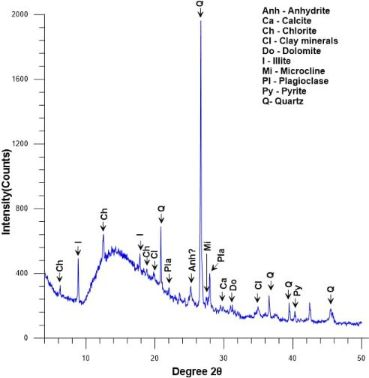 Q
Anh - Anhydrite
Ca - Calcite
Ch - Chlorite
Cl - Clay minerals
Do - Dolomite
I - Illite
Mi - Microcline
Pl - Plagioclase
Py - Pyrite
Q- Quartz
2000
1600
1200
800
400
0
Intensity(Counts)
Ch
I
Ch
I
Ch
Cl
Q
Pla
Anh?
Mi
Pla
Ca
Do
Cl
Q
Q
Py
Q
10
20
30
40
50
Degree 2θ